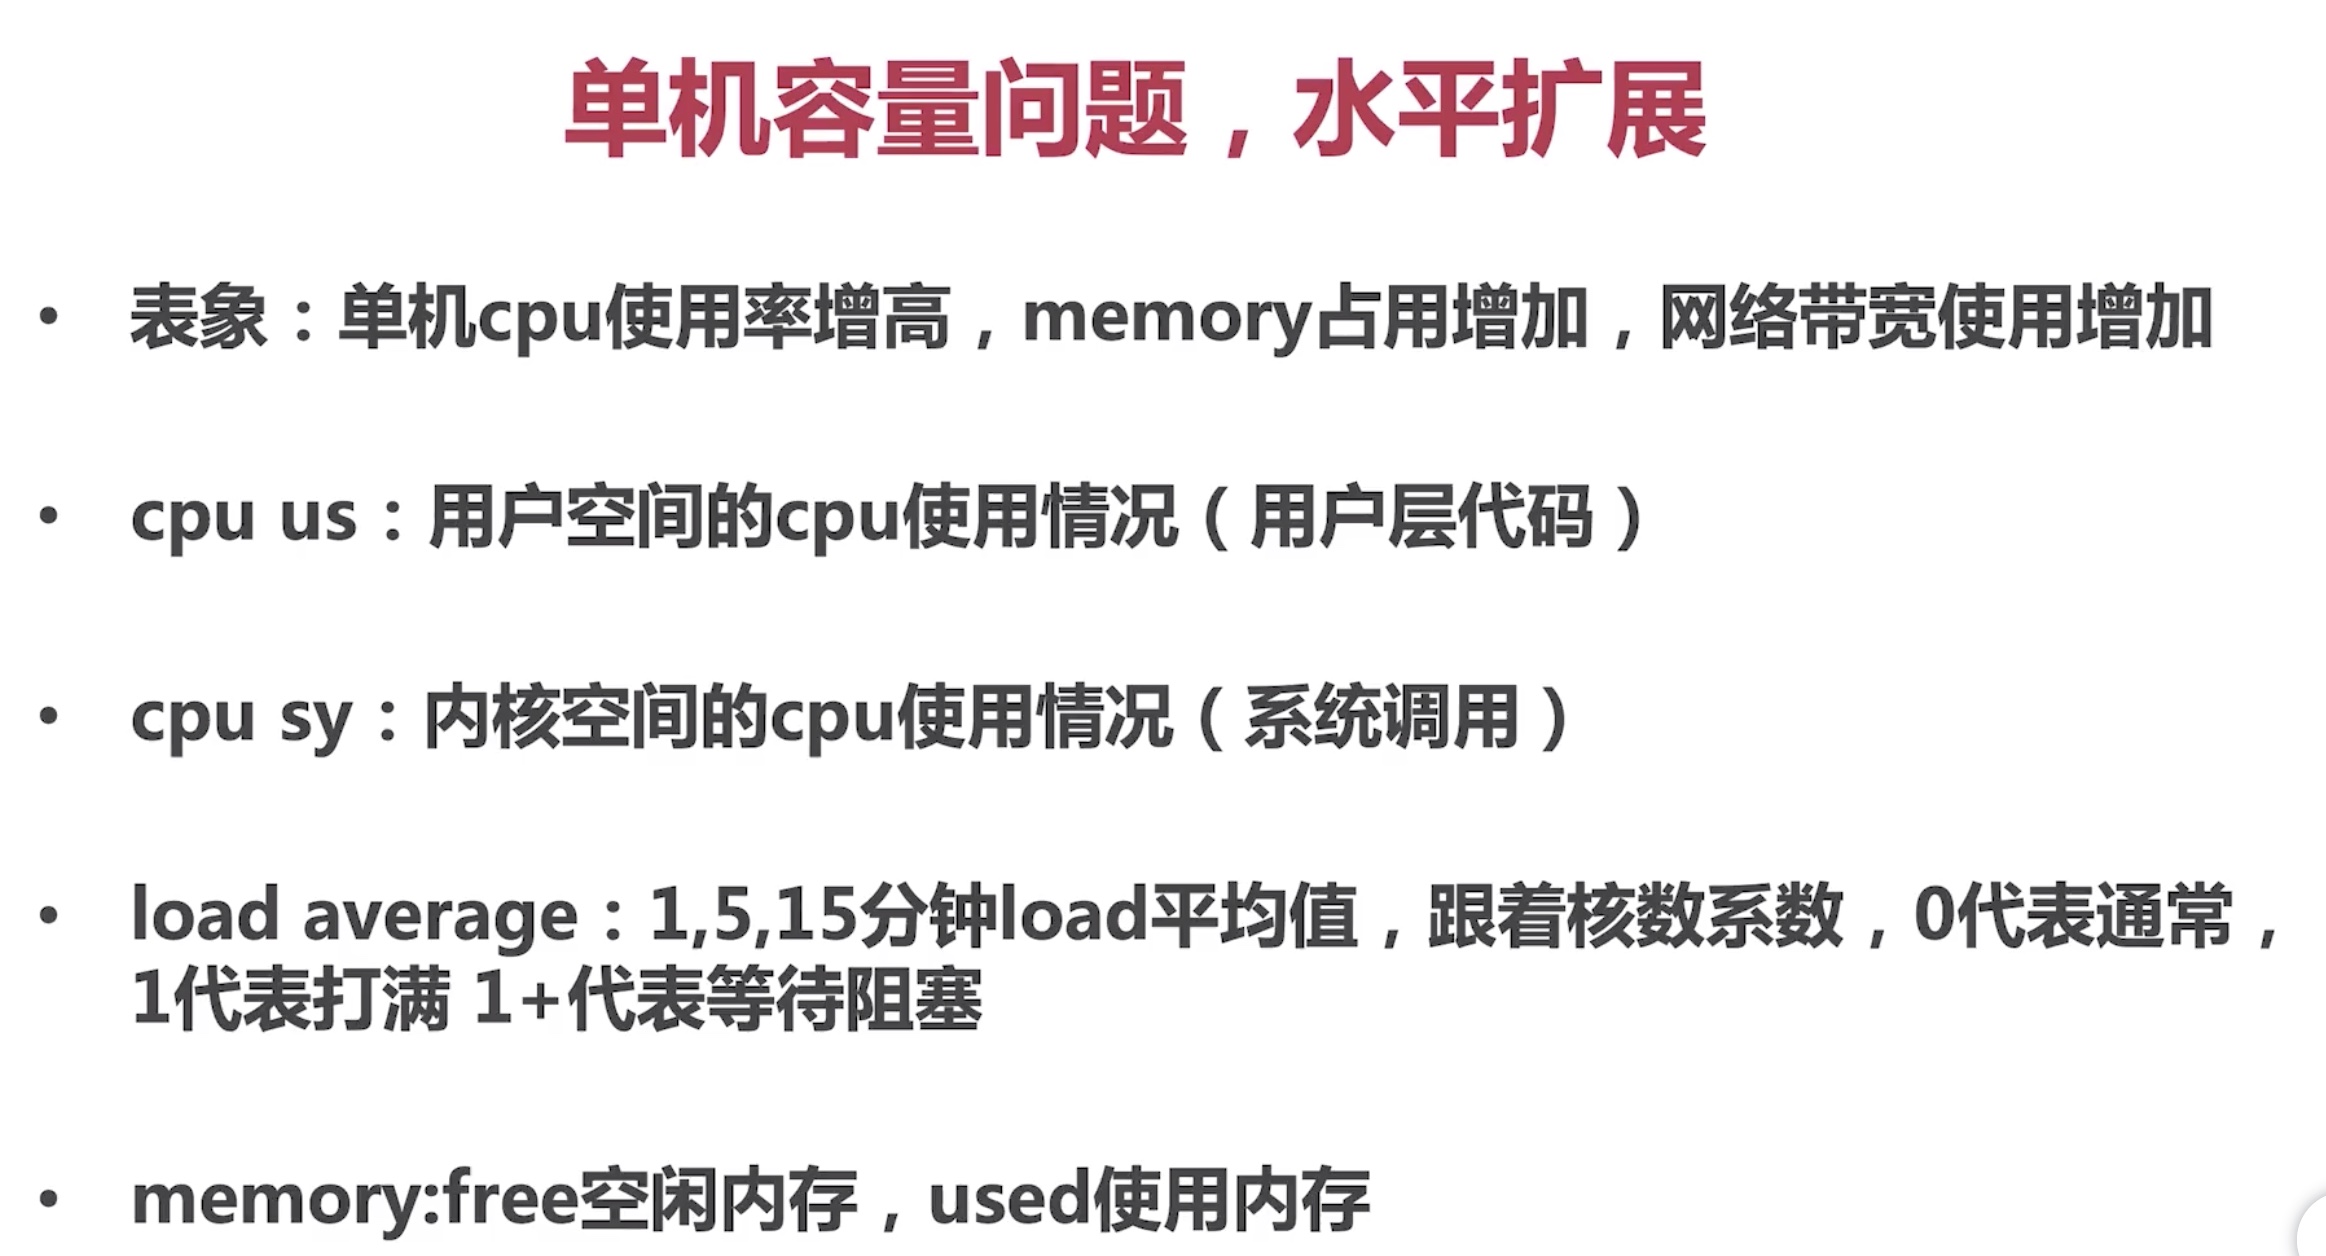 单机容量问题，水平扩展
• 表象：单机cpu使用率增高，memory占用增加，网络带宽使用增加
• cpu us：用户空间的cpu使用情况（用户层代码）
• cpu sy：内核空间的cpu使用情况（系统调用）
• load average：1,5,15分钟load平均值，跟着核数系数，0代表通常，
1代表打满 1+代表等待阻塞
• memory:free空闲内存，used使用内存